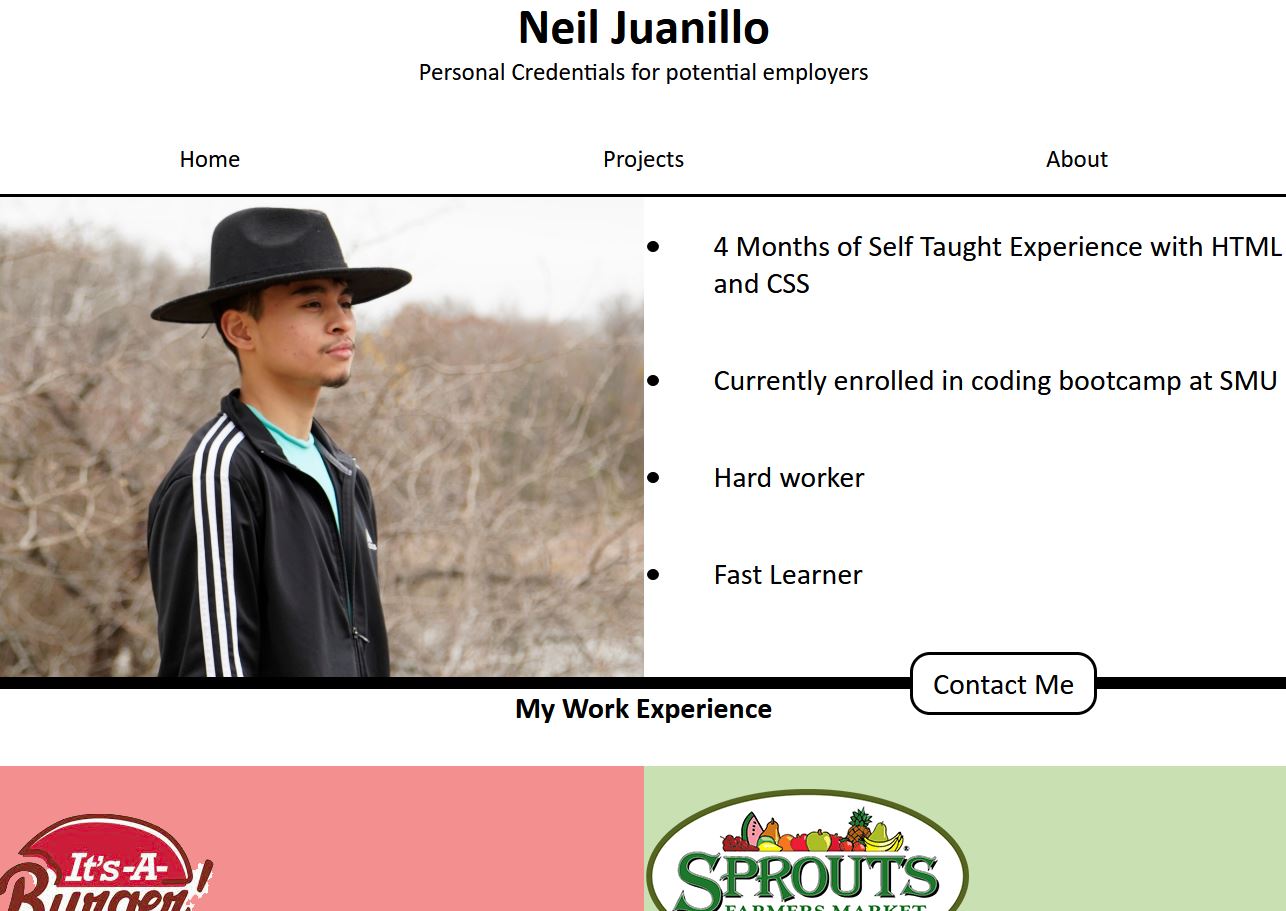 Neil Juanillo
Personal Credentials for potential employers
Home
Projects
About
4 Months of Self Taught Experience with HTML
and CSS
Currently enrolled in coding bootcamp at SMU
Hard worker
Fast Learner
Contact Me
My Work Experience
It's-A-
Burger!
SPROUTS
FARMERS MARKET